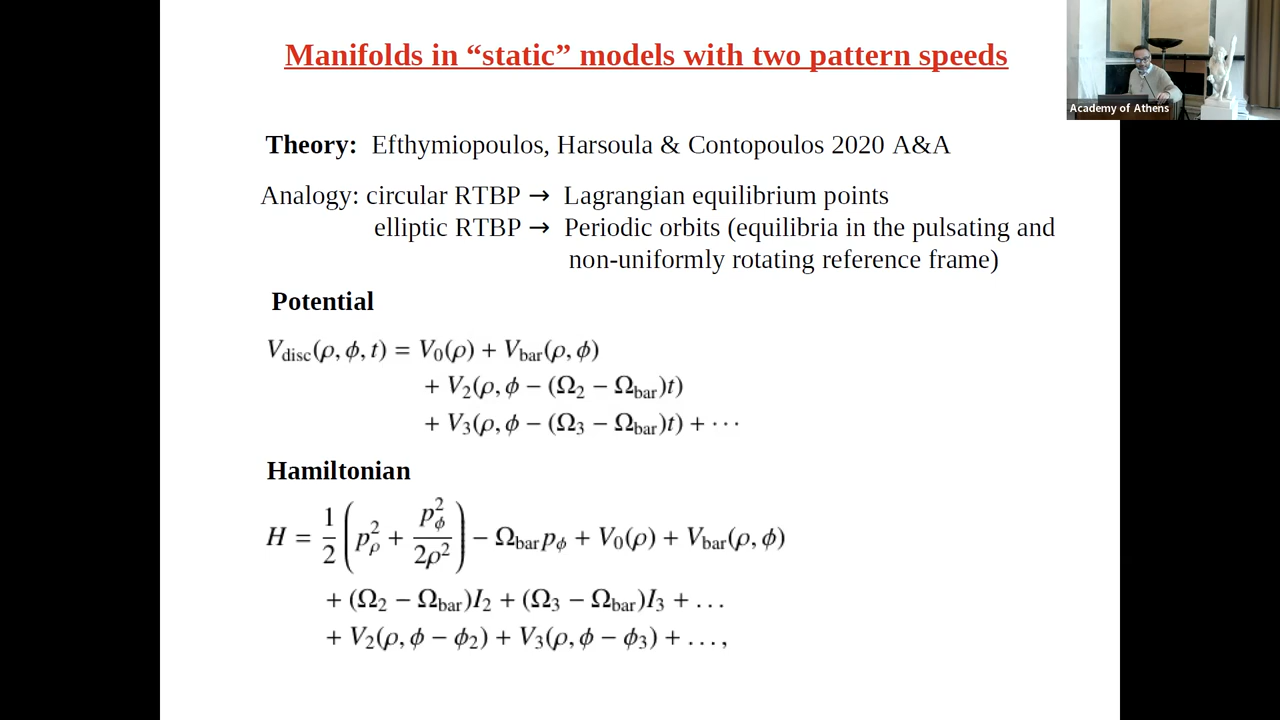 Manifolds in “static” models with two pattern speeds
Academy of Athens
Theory: Efthymiopoulos, Harsoula & Contopoulos 2020 A&A
Analogy: circular RTBP → Lagrangian equilibrium points
elliptic RTBP → Periodic orbits (equilibria in the pulsating and
non-uniformly rotating reference frame)
Potential
V_disc(ρ, ϕ, t) = V_0(ρ) + V_bar(ρ, ϕ)
+ V_2(ρ, ϕ − (Ω_2 − Ω_bar)t)
+ V_3(ρ, ϕ − (Ω_3 − Ω_bar)t) + ···
Hamiltonian
H = 1/2 (p_ρ^2 + p_ϕ^2/2ρ^2) − Ω_bar p_ϕ + V_0(ρ) + V_bar(ρ, ϕ)
+ (Ω_2 − Ω_bar)I_2 + (Ω_3 − Ω_bar)I_3 + ...
+ V_2(ρ, ϕ − ϕ_2) + V_3(ρ, ϕ − ϕ_3) + ...,